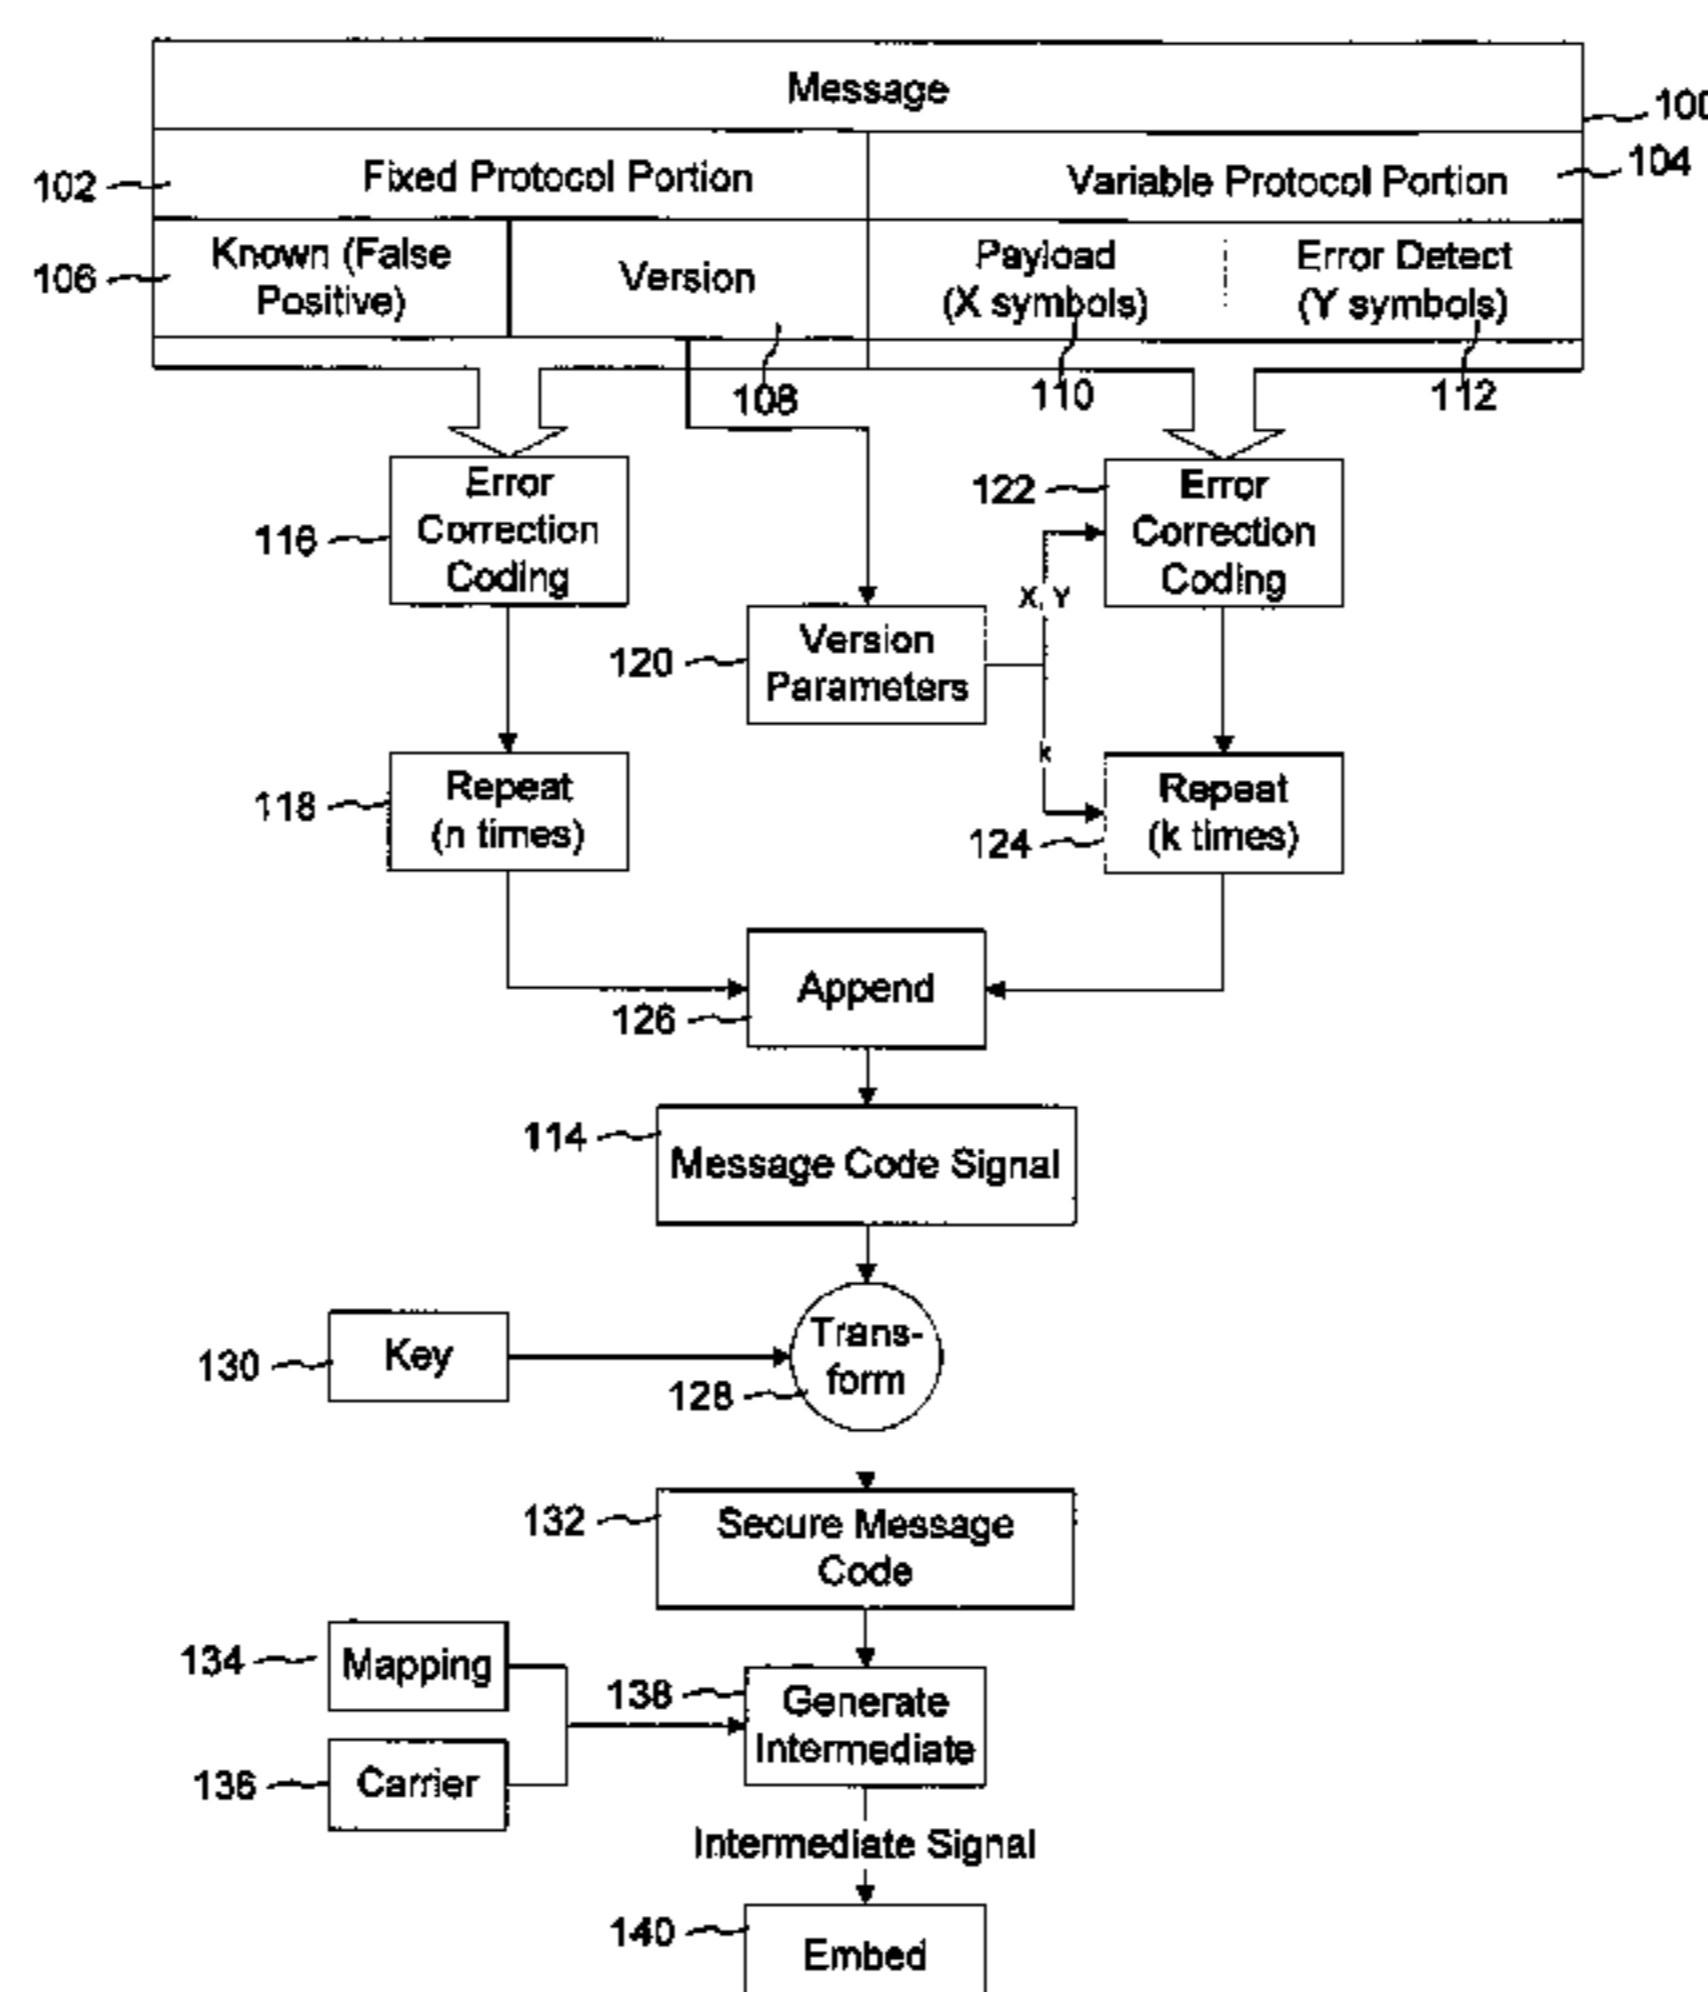 Message
100
102
Fixed Protocol Portion
Variable Protocol Portion
104
106
Known (False
Positive)
Version
Payload
(X symbols)
Error Detect
(Y symbols)
108
110
112
116
Error
Correction
Coding
122
Error
Correction
Coding
X, Y
120
Version
Parameters
k
118
Repeat
(n times)
124
Repeat
(k times)
Append
126
114
Message Code Signal
130
Key
Trans-
form
128
132
Secure Message
Code
134
Mapping
138
Generate
Intermediate
136
Carrier
Intermediate Signal
140
Embed